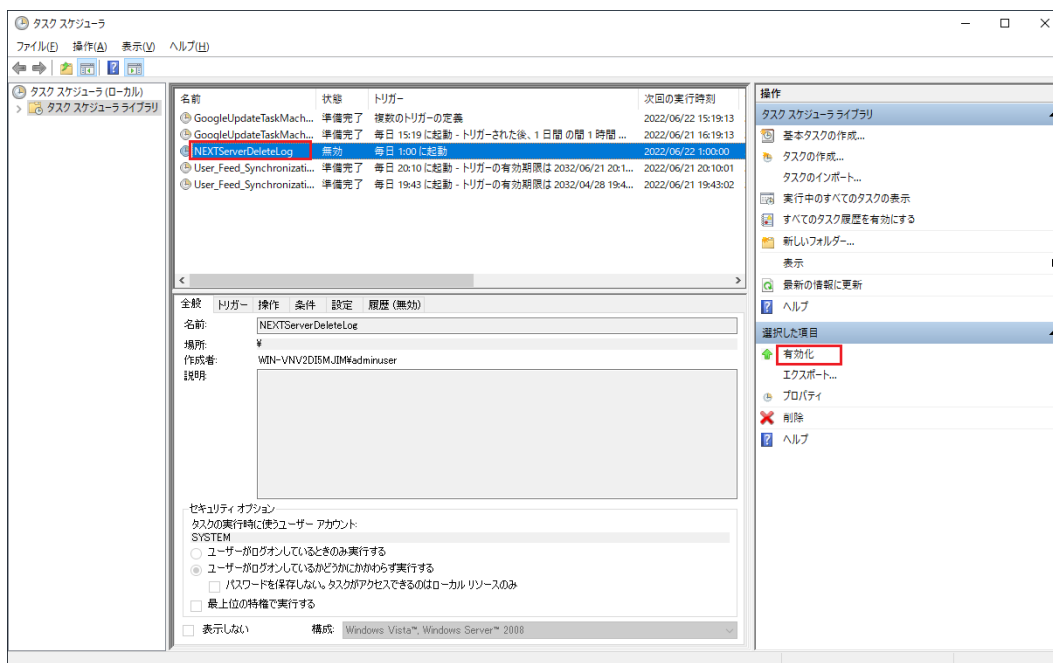 タスク スケジューラ
ファイル(F) 操作(A) 表示(V) ヘルプ(H)
タスク スケジューラ (ローカル)
タスク スケジューラ ライブラリ
名前 状態 トリガー 次回の実行時刻
GoogleUpdateTaskMach... 準備完了 複数のトリガーの定義 2022/06/22 15:19:13
GoogleUpdateTaskMach... 準備完了 毎日 15:19 に起動 - トリガーされた後、1 日間 の間 1 時間 ... 2022/06/21 16:19:13
NEXTServerDeleteLog 無効 毎日 1:00 に起動 2022/06/22 1:00:00
User_Feed_Synchronizati... 準備完了 毎日 20:10 に起動 - トリガーの有効期限は 2032/06/21 20:1... 2022/06/21 20:10:01
User_Feed_Synchronizati... 準備完了 毎日 19:43 に起動 - トリガーの有効期限は 2032/04/28 19:4... 2022/06/21 19:43:02
全般 トリガー 操作 条件 設定 履歴 (無効)
名前: NEXTServerDeleteLog
場所: ¥
作成者: WIN-VNV2DI5MJIM¥adminuser
説明:
セキュリティ オプション
タスクの実行時に使うユーザー アカウント:
SYSTEM
ユーザーがログオンしているときのみ実行する
ユーザーがログオンしているかどうかにかかわらず実行する
パスワードを保存しない。タスクがアクセスできるのはローカル リソースのみ
最上位の特権で実行する
表示しない 構成: Windows Vista™, Windows Server™ 2008
操作
タスク スケジューラ ライブラリ
基本タスクの作成...
タスクの作成...
タスクのインポート...
実行中のすべてのタスクの表示
すべてのタスク履歴を有効にする
新しいフォルダー...
表示
最新の情報に更新
ヘルプ
選択した項目
有効化
エクスポート...
プロパティ
削除
ヘルプ